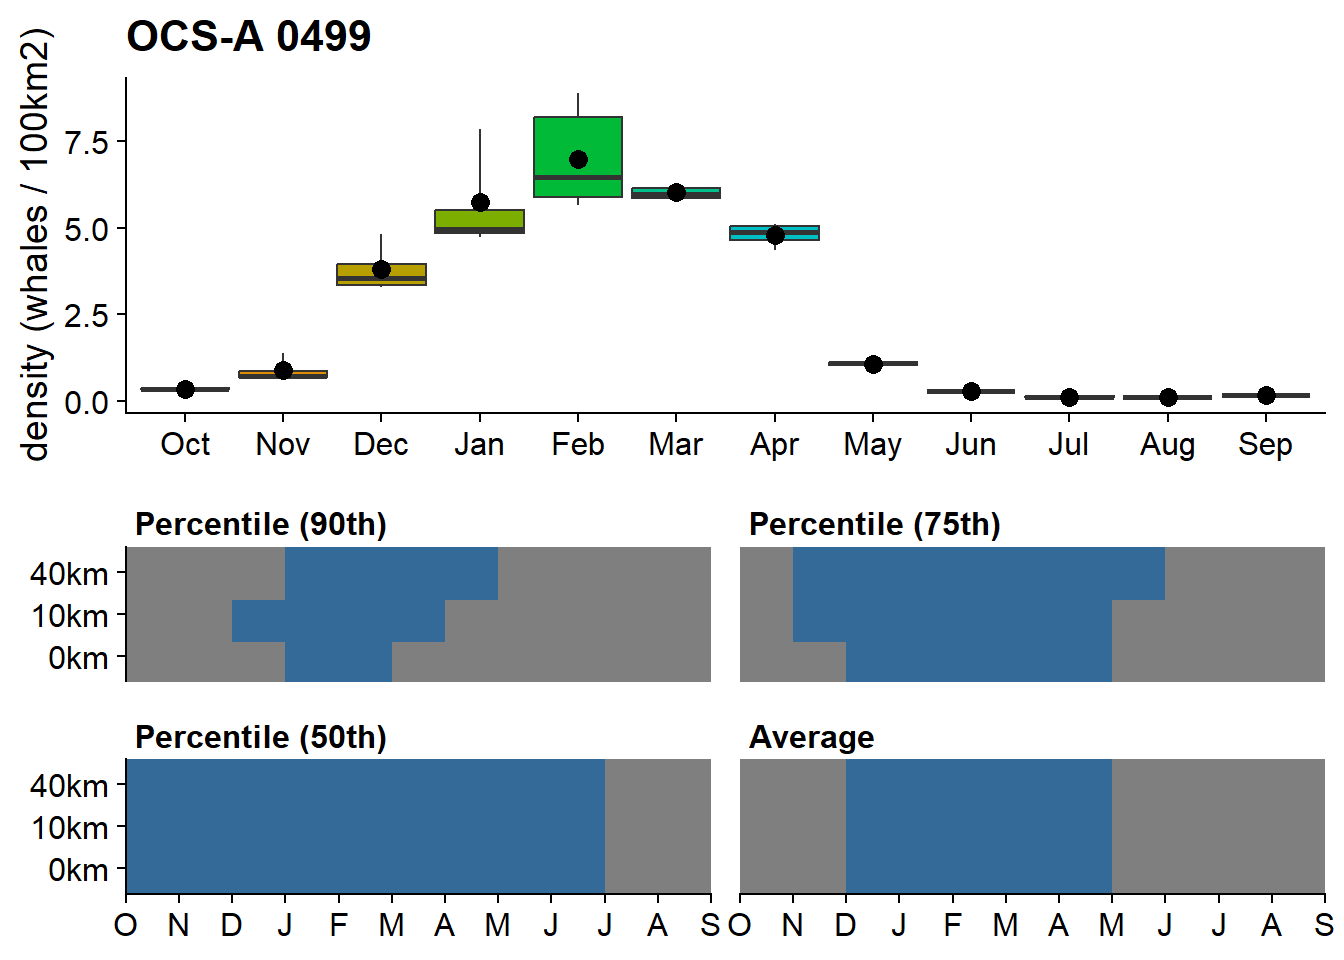 OCS-A 0499
density (whales / 100km2)
7.5
5.0
2.5
0.0
Oct Nov Dec Jan Feb Mar Apr May Jun Jul Aug Sep
Percentile (90th) Percentile (75th)
40km
10km
0km
Percentile (50th) Average
40km
10km
0km
O N D J F M A M J J A S O N D J F M A M J J A S